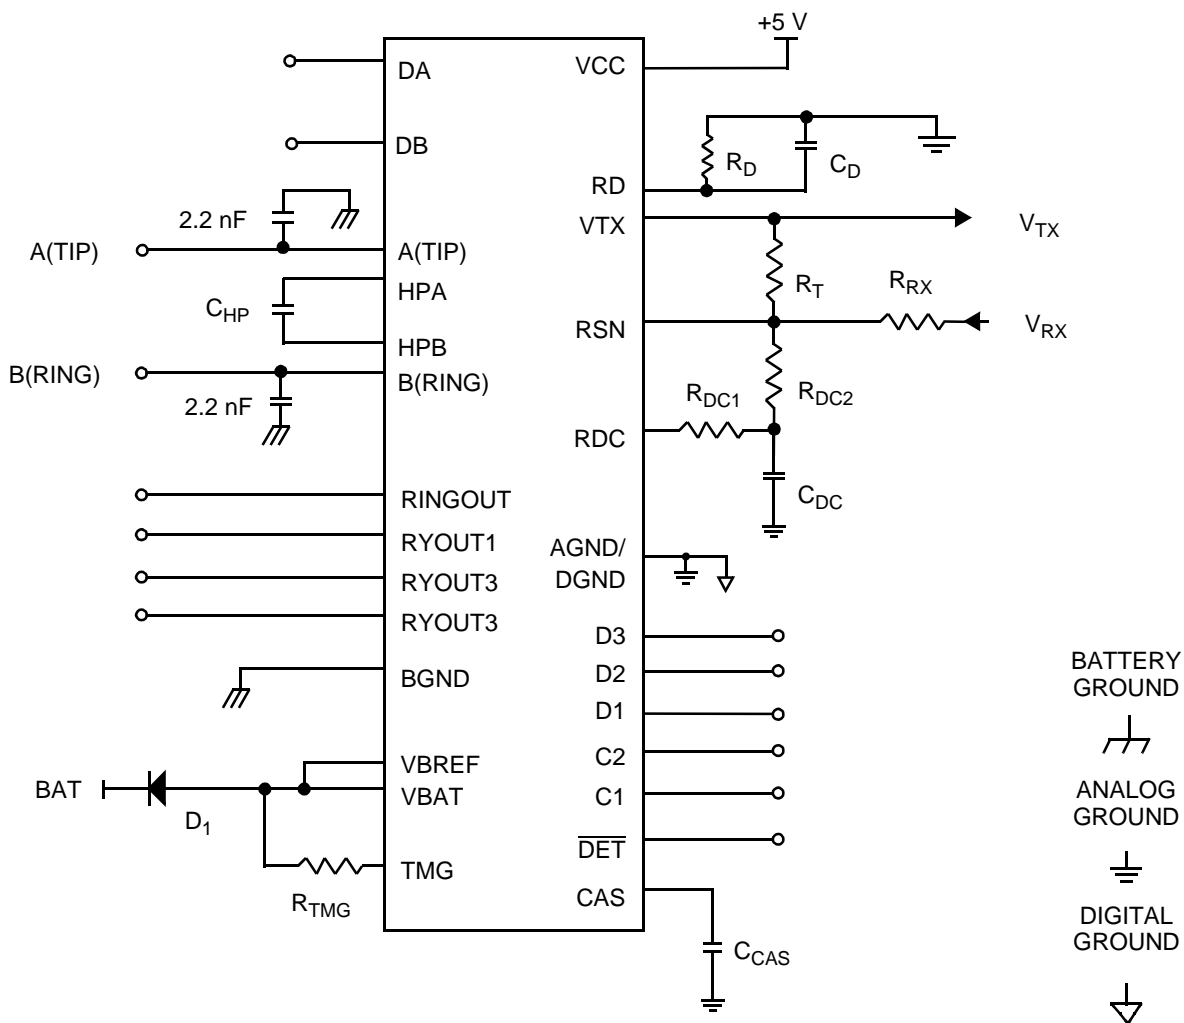 +5 V
DA
VCC
DB
R_D
C_D
RD
2.2 nF
VTX
V_TX
A(TIP)
A(TIP)
R_T
R_RX
HPA
C_HP
RSN
V_RX
HPB
B(RING)
B(RING)
R_DC1
R_DC2
2.2 nF
RDC
C_DC
RINGOUT
RYOUT1
AGND/
DGND
RYOUT3
RYOUT3
D3
BATTERY
GROUND
BGND
D2
D1
VBREF
C2
BAT
VBAT
C1
ANALOG
GROUND
D_1
DET
TMG
CAS
R_TMG
DIGITAL
GROUND
C_CAS